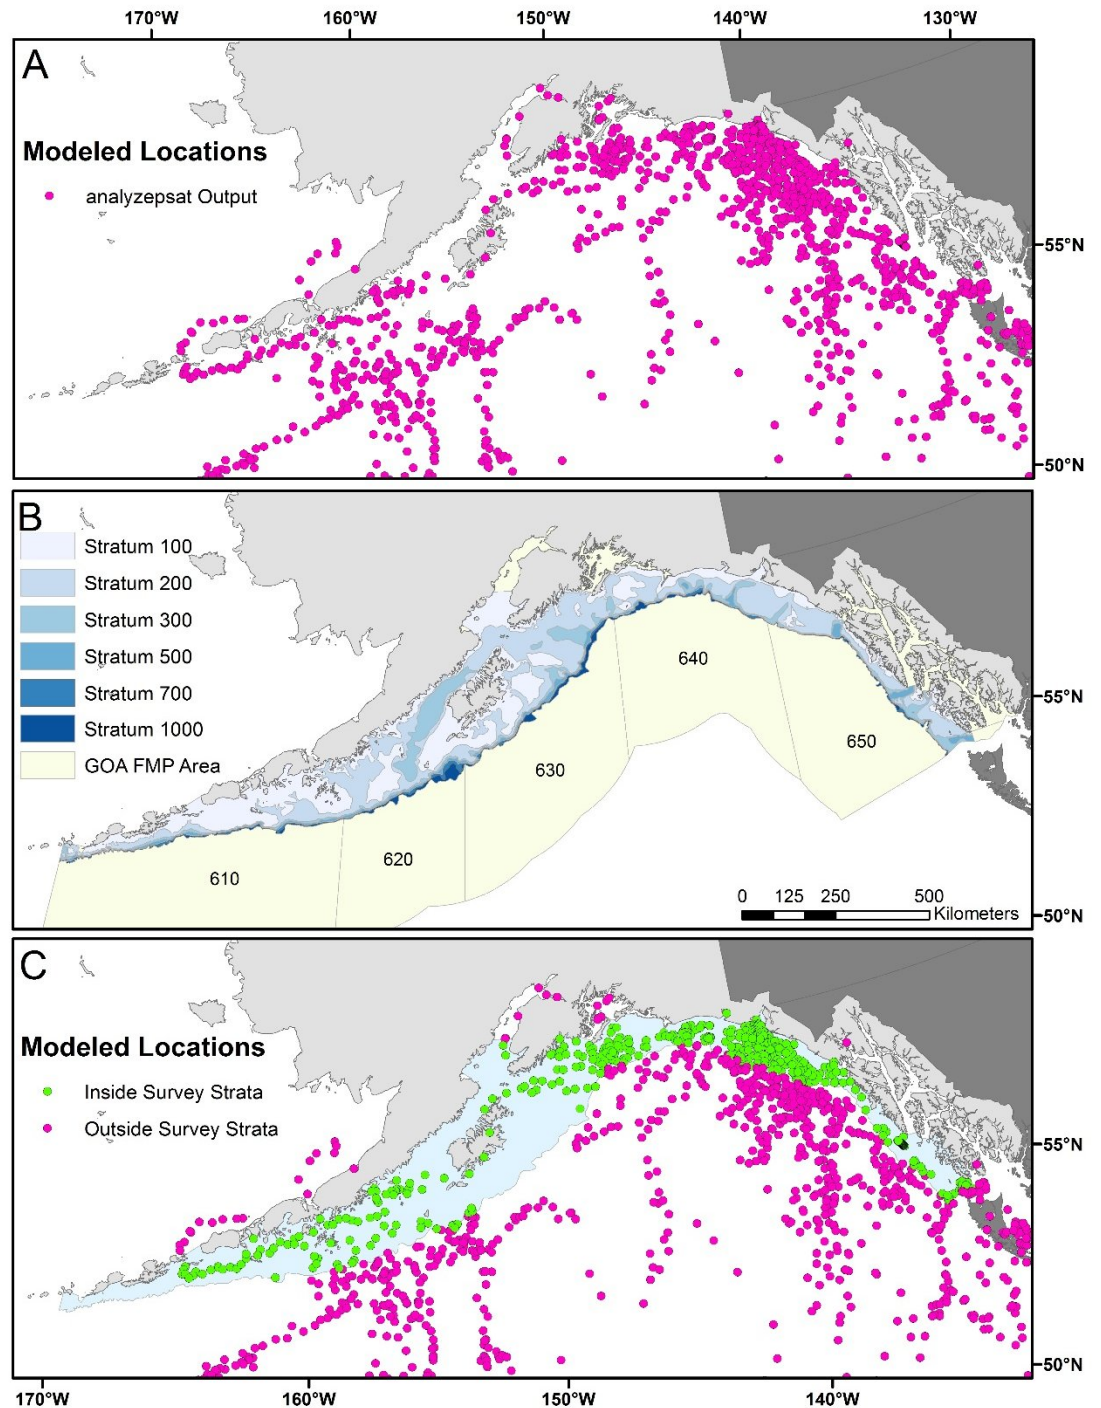 170°W 160°W 150°W 140°W 130°W
A
Modeled Locations
analyzepsat Output
55°N
50°N
B
Stratum 100
Stratum 200
Stratum 300
Stratum 500
Stratum 700
Stratum 1000
GOA FMP Area
640
650
630
620
610
55°N
0 125 250 500
Kilometers
50°N
C
Modeled Locations
Inside Survey Strata
Outside Survey Strata
55°N
50°N
170°W 160°W 150°W 140°W